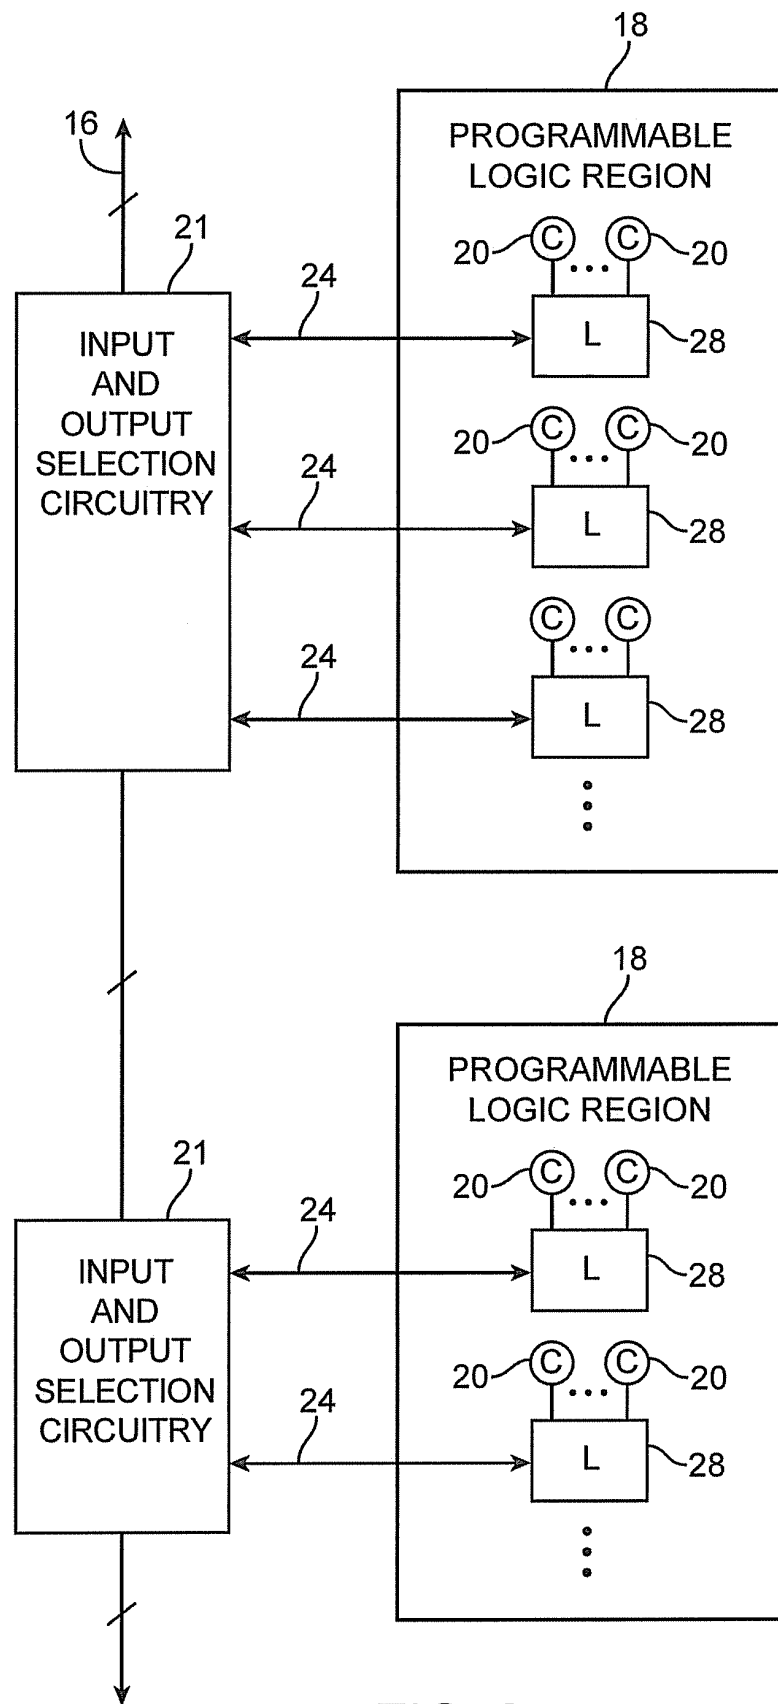 18
16
PROGRAMMABLE
LOGIC REGION
21
20 C ... C 20
24
INPUT
AND
OUTPUT
SELECTION
CIRCUITRY
L 28
20 C ... C 20
24
L 28
C ... C
24
L 28
18
PROGRAMMABLE
LOGIC REGION
21
20 C ... C 20
24
INPUT
AND
OUTPUT
SELECTION
CIRCUITRY
L 28
20 C ... C 20
24
L 28